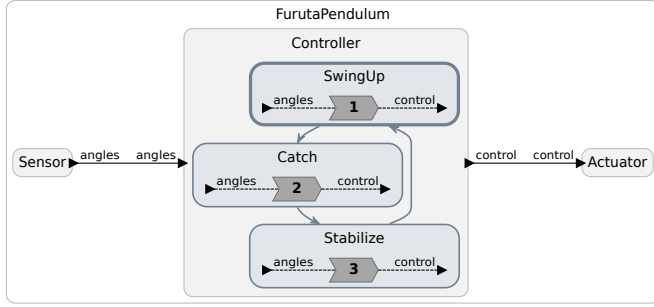 FurutaPendulum
Controller
SwingUp
angles 1 control
Sensor angles angles
Catch
angles 2 control
control control Actuator
Stabilize
angles 3 control